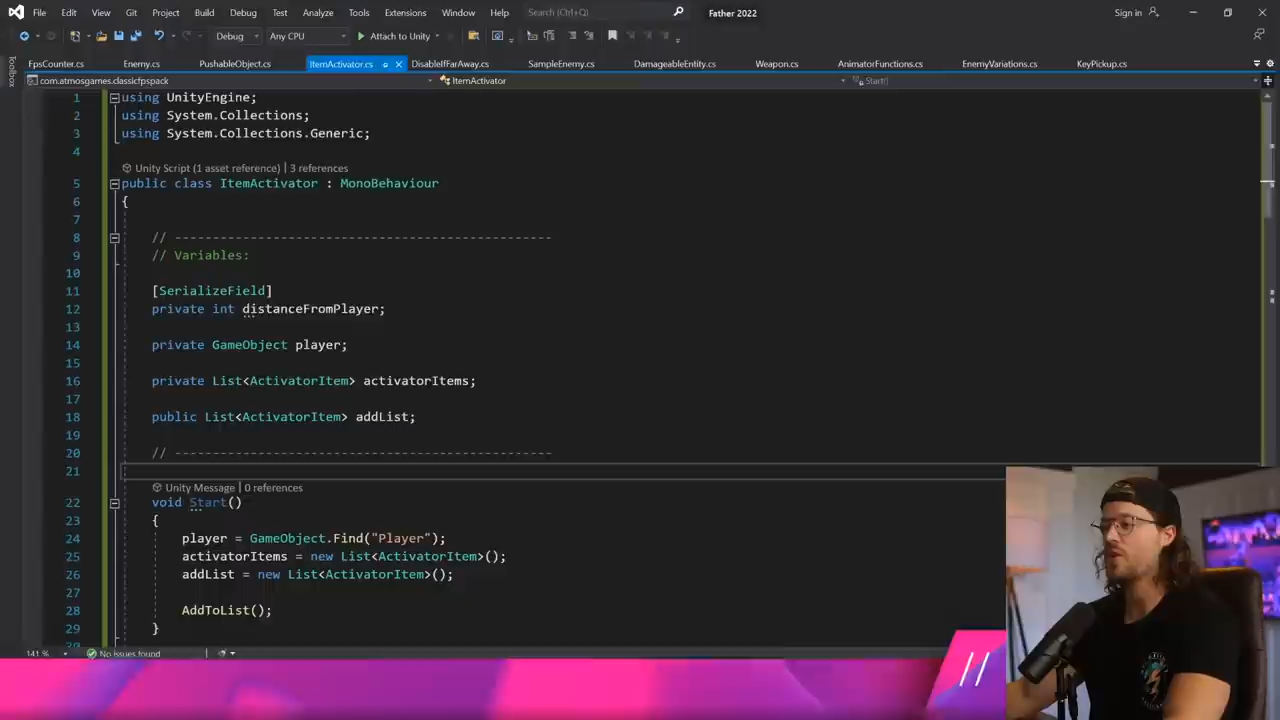 File Edit View Git Project Build Debug Test Analyze Tools Extensions Window Help Search (Ctrl+Q) Father 2022 Sign in
Debug Any CPU Attach to Unity
FpsCounter.cs Enemy.cs PushableObject.cs ItemActivator.cs DisableIfFarAway.cs SampleEnemy.cs DamageableEntity.cs Weapon.cs AnimatorFunctions.cs EnemyVariations.cs KeyPickup.cs
Toolbox
com.atmosgames.classicfpspack ItemActivator Start()
1 using UnityEngine;
2 using System.Collections;
3 using System.Collections.Generic;
4
Unity Script (1 asset reference) | 3 references
5 public class ItemActivator : MonoBehaviour
6 {
7
8 // --------------------------------------------------
9 // Variables:
10
11 [SerializeField]
12 private int distanceFromPlayer;
13
14 private GameObject player;
15
16 private List<ActivatorItem> activatorItems;
17
18 public List<ActivatorItem> addList;
19
20 // --------------------------------------------------
21
Unity Message | 0 references
22 void Start()
23 {
24 player = GameObject.Find("Player");
25 activatorItems = new List<ActivatorItem>();
26 addList = new List<ActivatorItem>();
27
28 AddToList();
29 }
141 % No issues found
//